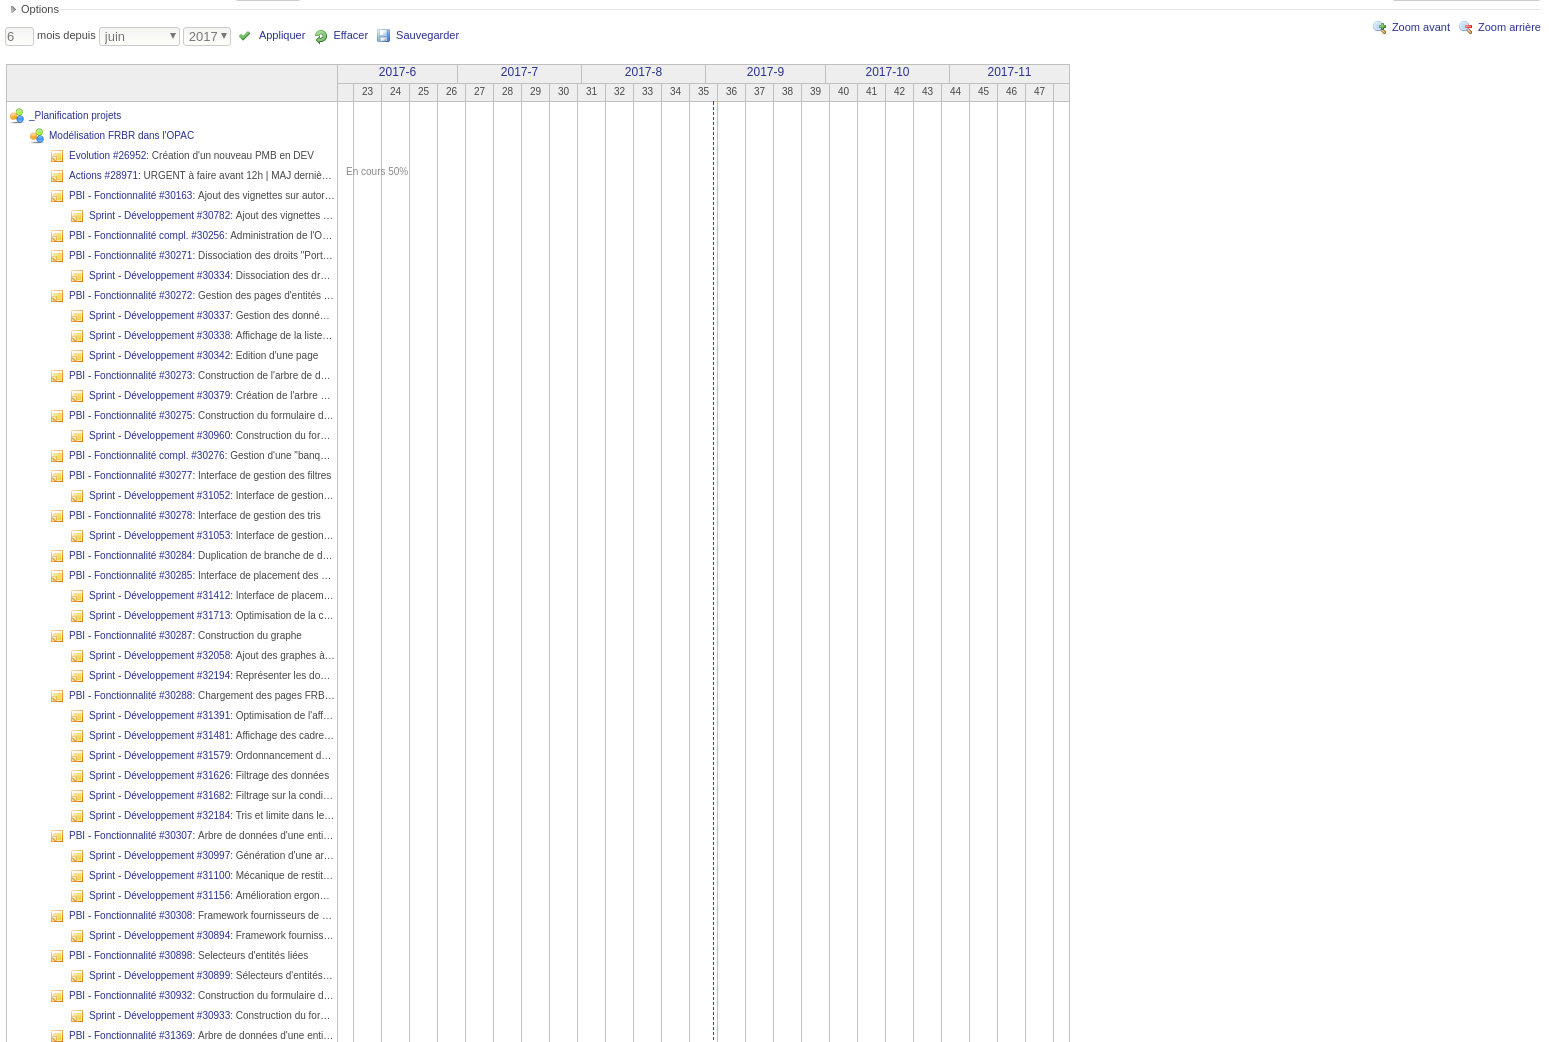 Options
6 mois depuis juin 2017 Appliquer Effacer Sauvegarder
Zoom avant Zoom arrière
2017-6 2017-7 2017-8 2017-9 2017-10 2017-11
23 24 25 26 27 28 29 30 31 32 33 34 35 36 37 38 39 40 41 42 43 44 45 46 47
_Planification projets
Modélisation FRBR dans l'OPAC
Evolution #26952: Création d'un nouveau PMB en DEV
Actions #28971: URGENT à faire avant 12h | MAJ derniè…
En cours 50%
PBI - Fonctionnalité #30163: Ajout des vignettes sur autor…
Sprint - Développement #30782: Ajout des vignettes …
PBI - Fonctionnalité compl. #30256: Administration de l'O…
PBI - Fonctionnalité #30271: Dissociation des droits "Port…
Sprint - Développement #30334: Dissociation des dr…
PBI - Fonctionnalité #30272: Gestion des pages d'entités …
Sprint - Développement #30337: Gestion des donné…
Sprint - Développement #30338: Affichage de la liste…
Sprint - Développement #30342: Edition d'une page
PBI - Fonctionnalité #30273: Construction de l'arbre de d…
Sprint - Développement #30379: Création de l'arbre …
PBI - Fonctionnalité #30275: Construction du formulaire d…
Sprint - Développement #30960: Construction du for…
PBI - Fonctionnalité compl. #30276: Gestion d'une "banq…
PBI - Fonctionnalité #30277: Interface de gestion des filtres
Sprint - Développement #31052: Interface de gestion…
PBI - Fonctionnalité #30278: Interface de gestion des tris
Sprint - Développement #31053: Interface de gestion…
PBI - Fonctionnalité #30284: Duplication de branche de d…
PBI - Fonctionnalité #30285: Interface de placement des …
Sprint - Développement #31412: Interface de placem…
Sprint - Développement #31713: Optimisation de la c…
PBI - Fonctionnalité #30287: Construction du graphe
Sprint - Développement #32058: Ajout des graphes à…
Sprint - Développement #32194: Représenter les do…
PBI - Fonctionnalité #30288: Chargement des pages FRB…
Sprint - Développement #31391: Optimisation de l'aff…
Sprint - Développement #31481: Affichage des cadre…
Sprint - Développement #31579: Ordonnancement d…
Sprint - Développement #31626: Filtrage des données
Sprint - Développement #31682: Filtrage sur la condi…
Sprint - Développement #32184: Tris et limite dans le…
PBI - Fonctionnalité #30307: Arbre de données d'une enti…
Sprint - Développement #30997: Génération d'une ar…
Sprint - Développement #31100: Mécanique de restit…
Sprint - Développement #31156: Amélioration ergon…
PBI - Fonctionnalité #30308: Framework fournisseurs de …
Sprint - Développement #30894: Framework fourniss…
PBI - Fonctionnalité #30898: Selecteurs d'entités liées
Sprint - Développement #30899: Sélecteurs d'entités…
PBI - Fonctionnalité #30932: Construction du formulaire d…
Sprint - Développement #30933: Construction du for…
PBI - Fonctionnalité #31369: Arbre de données d'une enti…